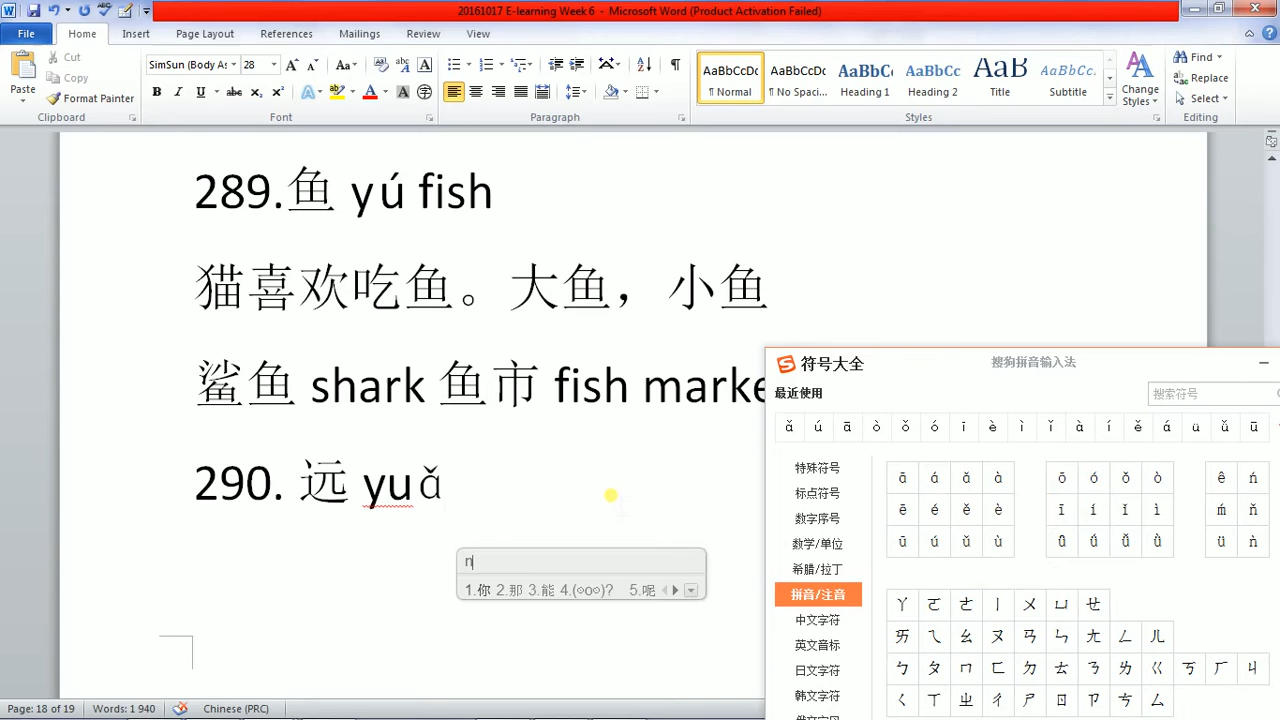 20161017 E-learning Week 6 - Microsoft Word (Product Activation Failed)
File Home Insert Page Layout References Mailings Review View
Paste Cut Copy Format Painter
SimSun (Body As 28
AaBbCcDc AaBbCcDc AaBbCc AaBbCc AaB AaBbCc.
¶ Normal ¶ No Spaci... Heading 1 Heading 2 Title Subtitle
Change Styles
Find
Replace
Select
Clipboard Font Paragraph Styles Editing
289.鱼 yú fish
猫喜欢吃鱼。大鱼，小鱼
鲨鱼 shark 鱼市 fish marke
290. 远 yuǎ
n
1.你 2.那 3.能 4.(○o○)? 5.呢
符号大全 搜狗拼音输入法
最近使用 搜索符号
ǎ ú ā ò ǒ ó ī è ì ǐ à í ě á ü ǔ ū
特殊符号
标点符号
数字序号
数学/单位
希腊/拉丁
拼音/注音
中文字符
英文音标
日文字符
韩文字符
ā á ǎ à ō ó ǒ ò ê ń
ē é ě è ī í ǐ ì ḿ ň
ū ú ǔ ù ǖ ǘ ǚ ǜ ü ǹ
ㄚ ㄛ ㄜ ㄧ ㄨ ㄩ ㄝ
ㄞ ㄟ ㄠ ㄡ ㄢ ㄣ ㄤ ㄥ ㄦ
ㄅ ㄆ ㄇ ㄈ ㄉ ㄊ ㄋ ㄌ ㄍ ㄎ ㄏ ㄐ
ㄑ ㄒ ㄓ ㄔ ㄕ ㄖ ㄗ ㄘ ㄙ
Page: 18 of 19 Words: 1 940 Chinese (PRC)